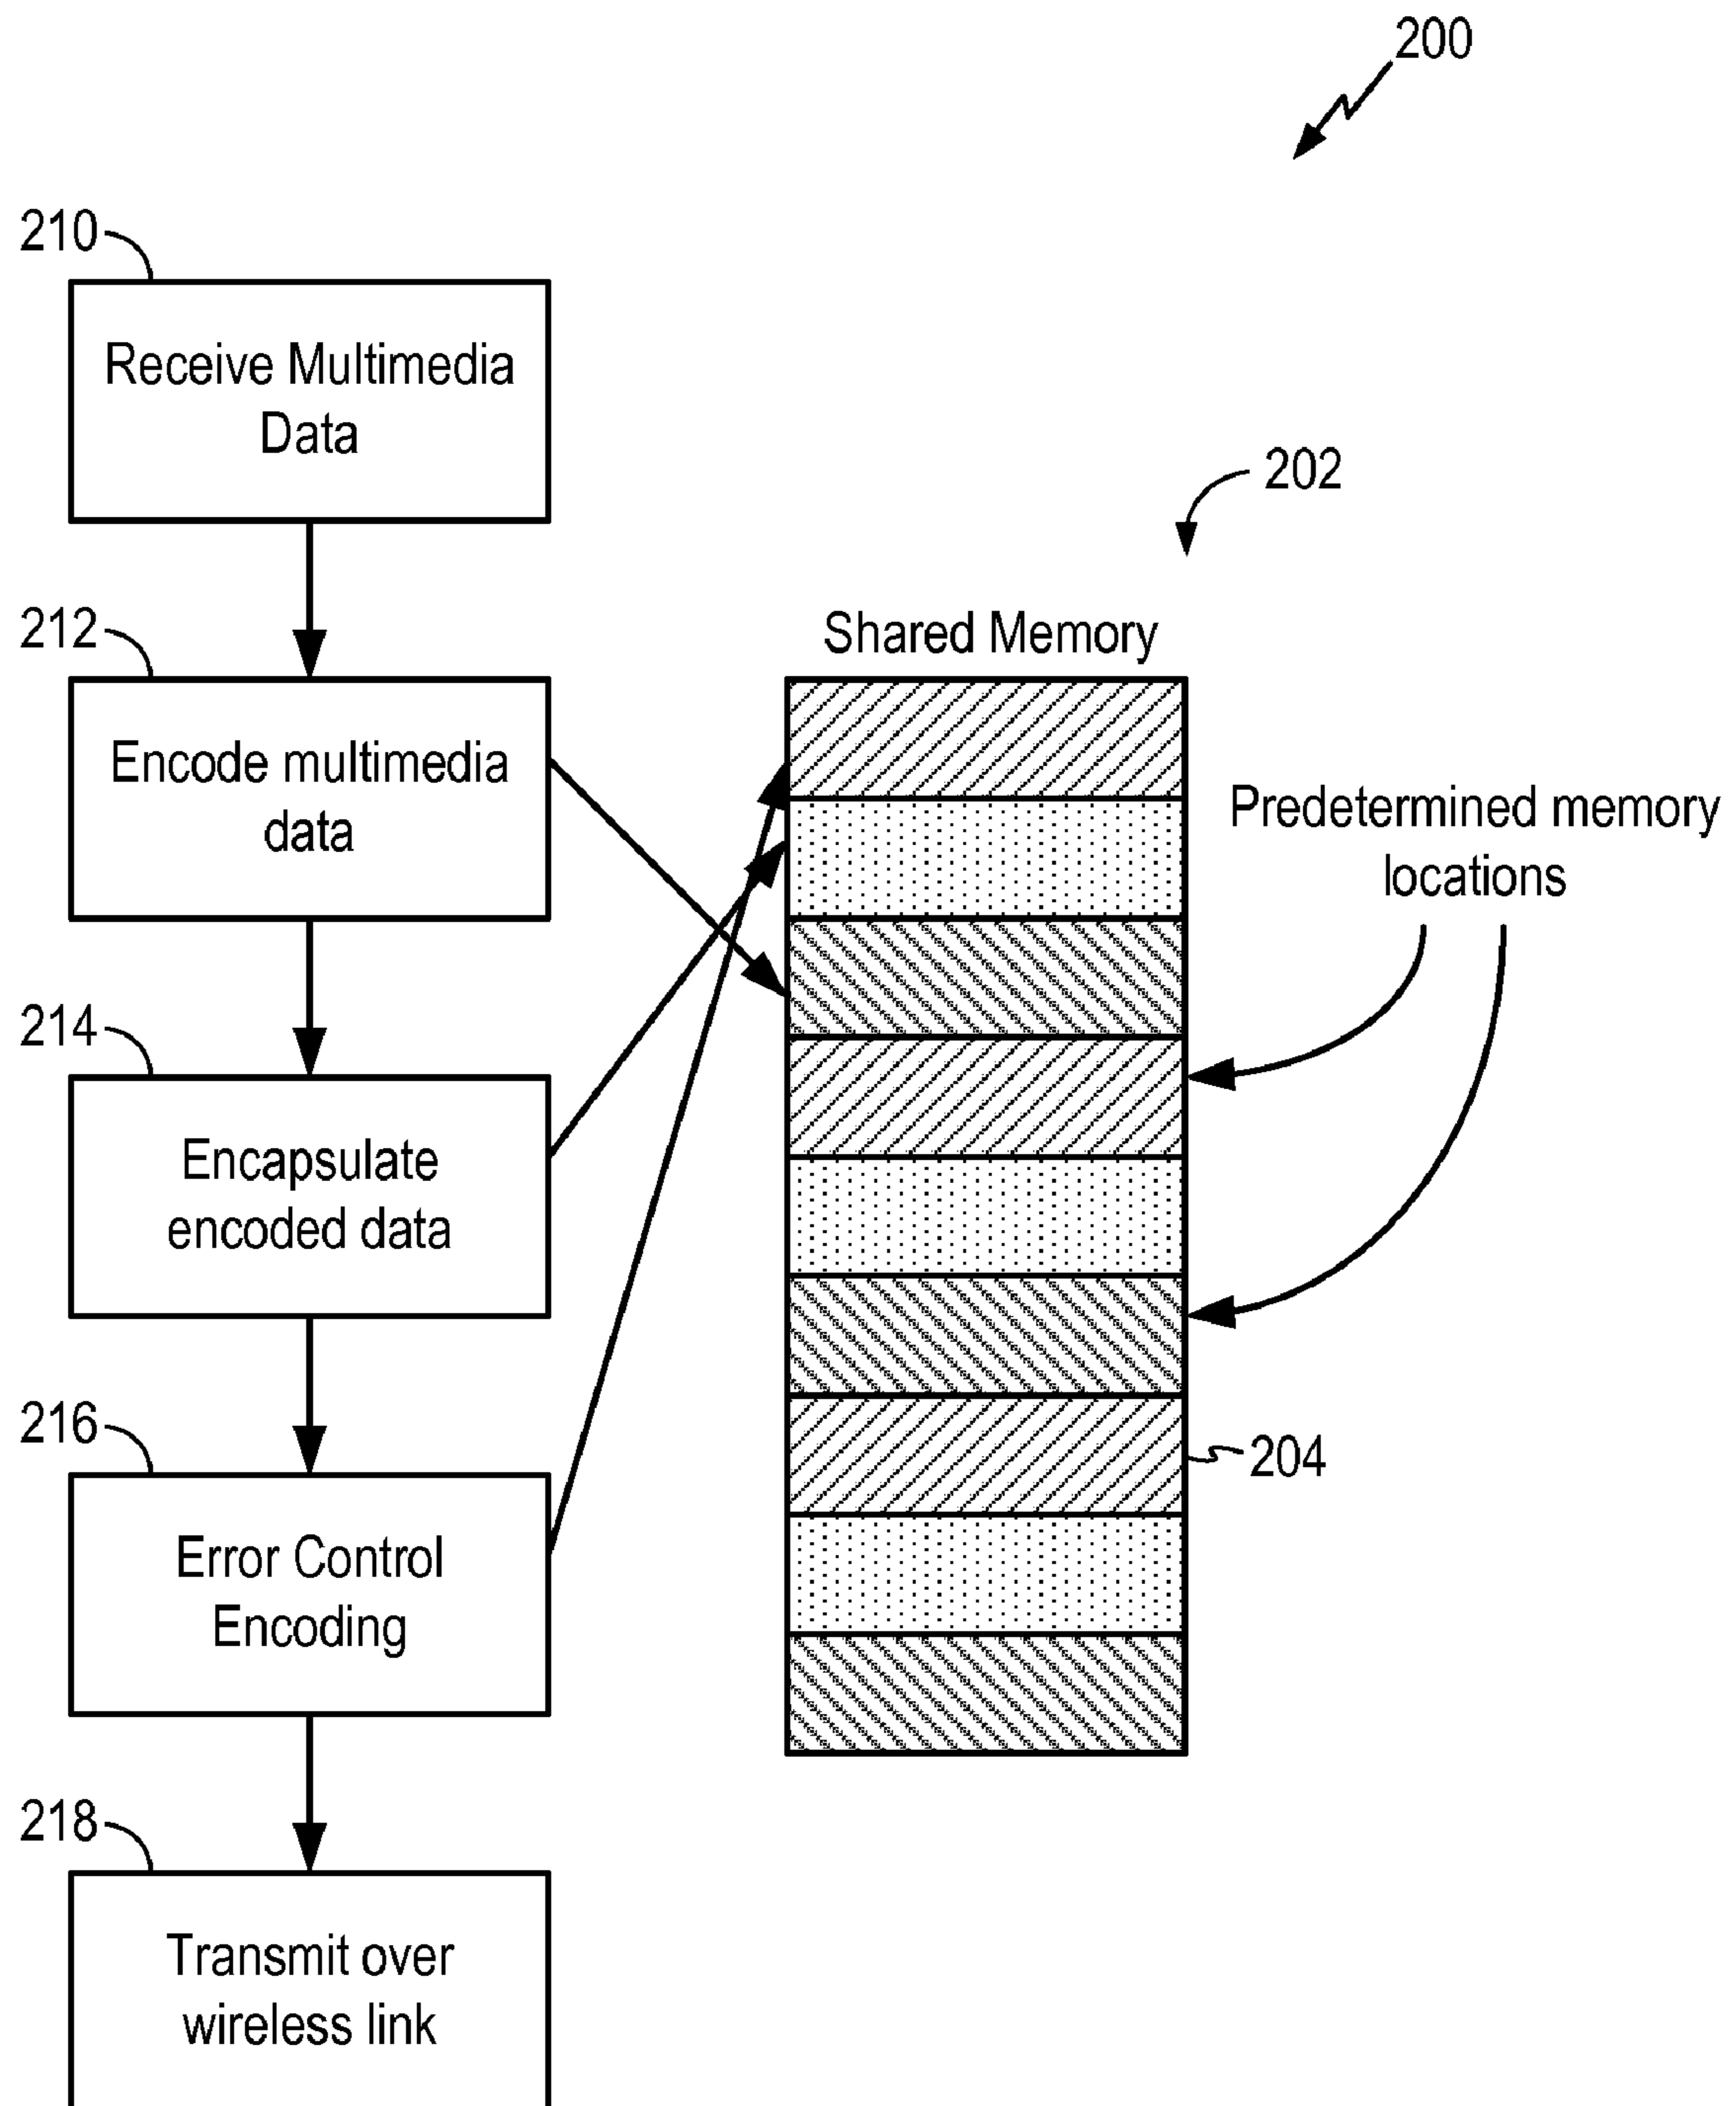 200
210
Receive Multimedia
Data
202
212
Shared Memory
Encode multimedia
data
Predetermined memory
locations
214
Encapsulate
encoded data
216
204
Error Control
Encoding
218
Transmit over
wireless link